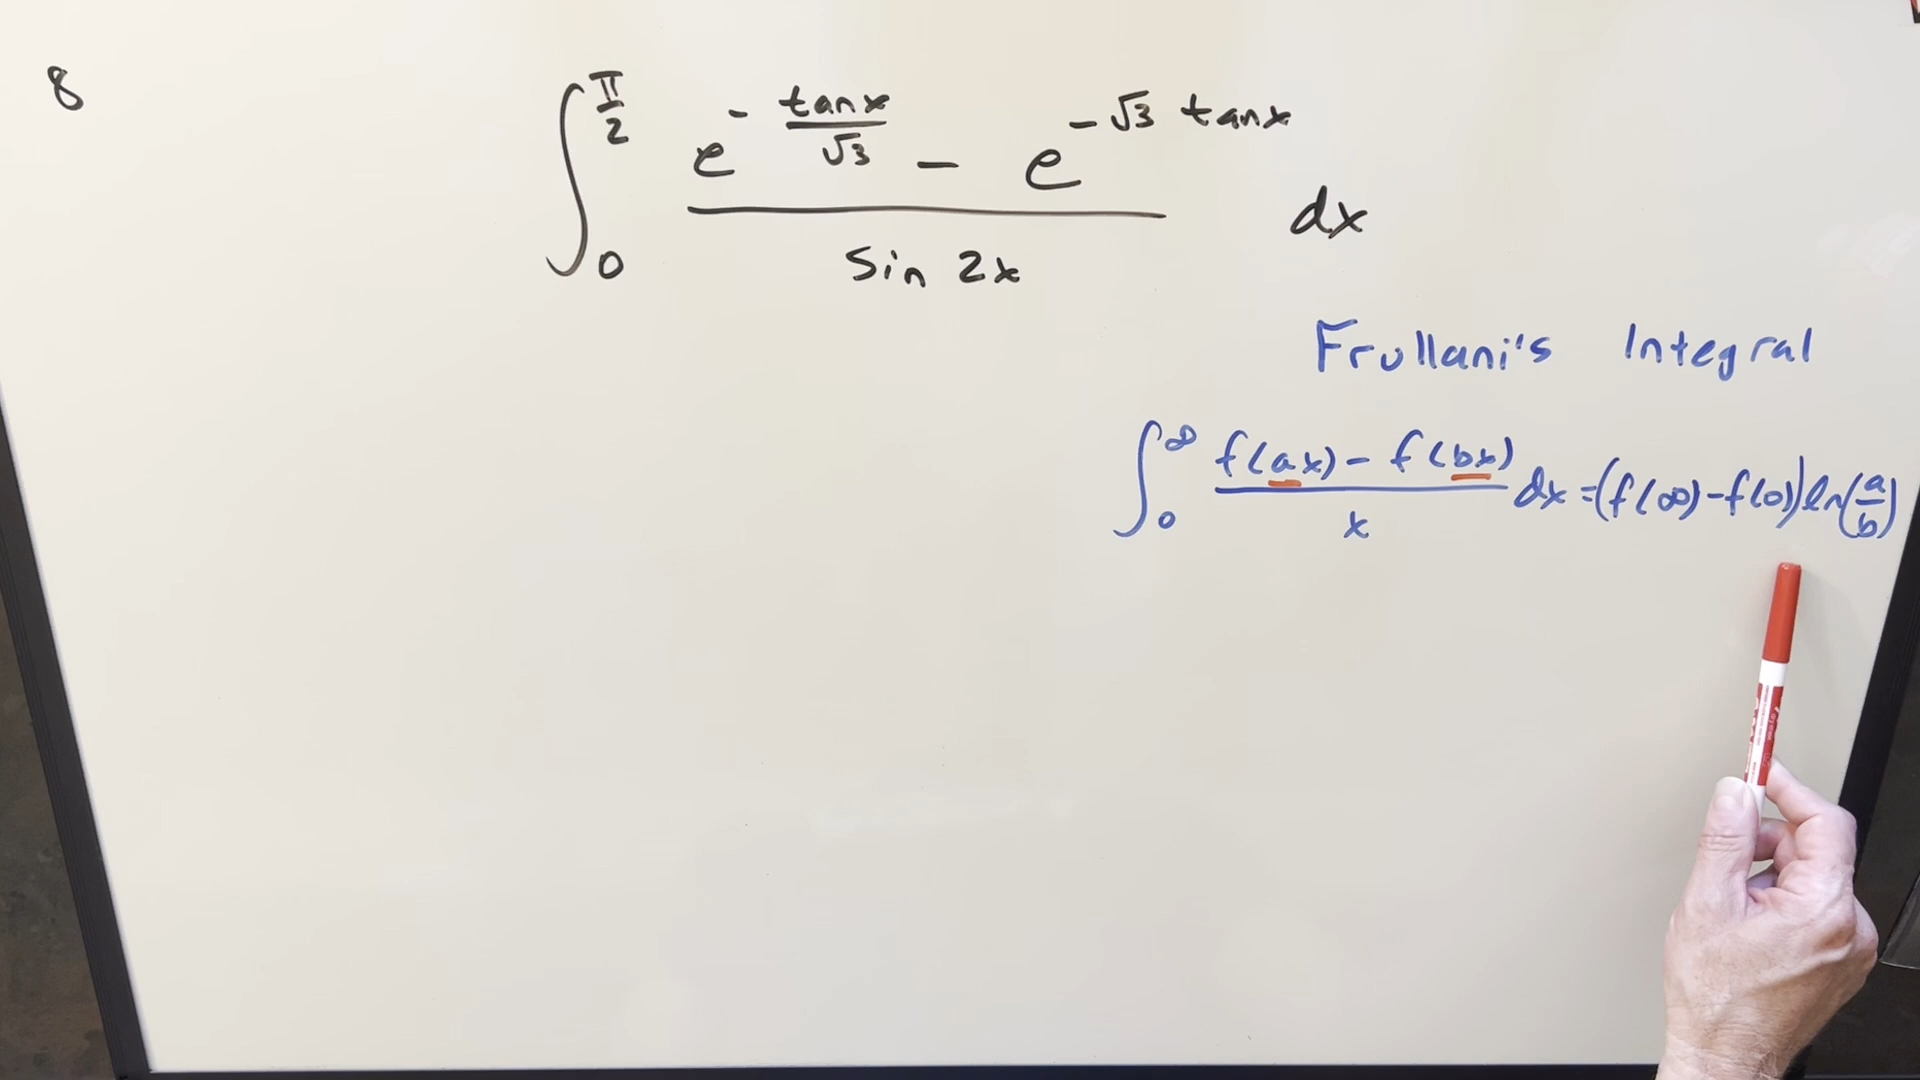 8
∫₀^{π/2} (e^{-tanx/√3} - e^{-√3 tanx}) / (sin 2x) dx
Frullani's Integral
∫₀^∞ (f(ax) - f(bx)) / x dx = (f(∞) - f(0)) ln(a/b)